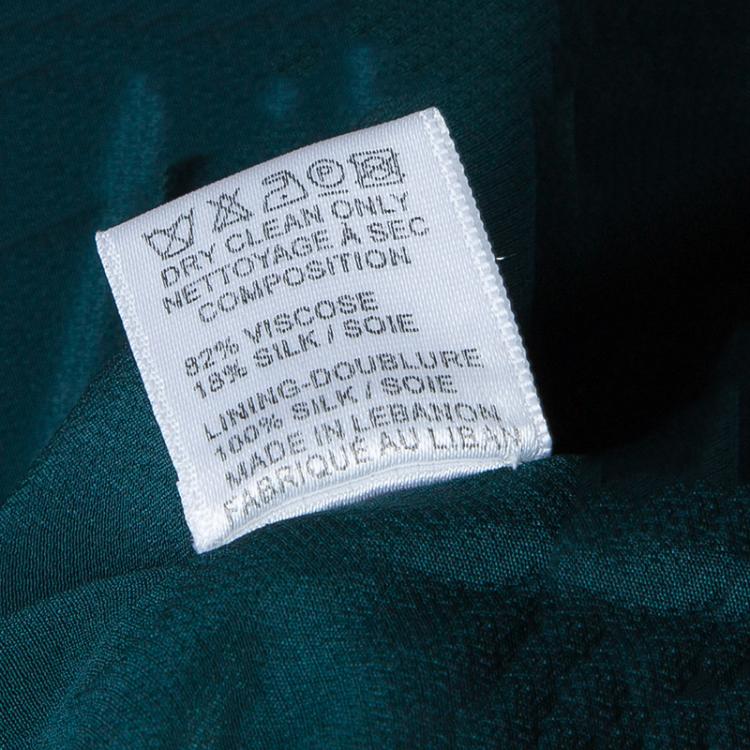 P
DRY CLEAN ONLY
NETTOYAGE À SEC
COMPOSITION
82% VISCOSE
18% SILK / SOIE
LINING-DOUBLURE
100% SILK / SOIE
MADE IN LEBANON
FABRIQUÉ AU LIBAN